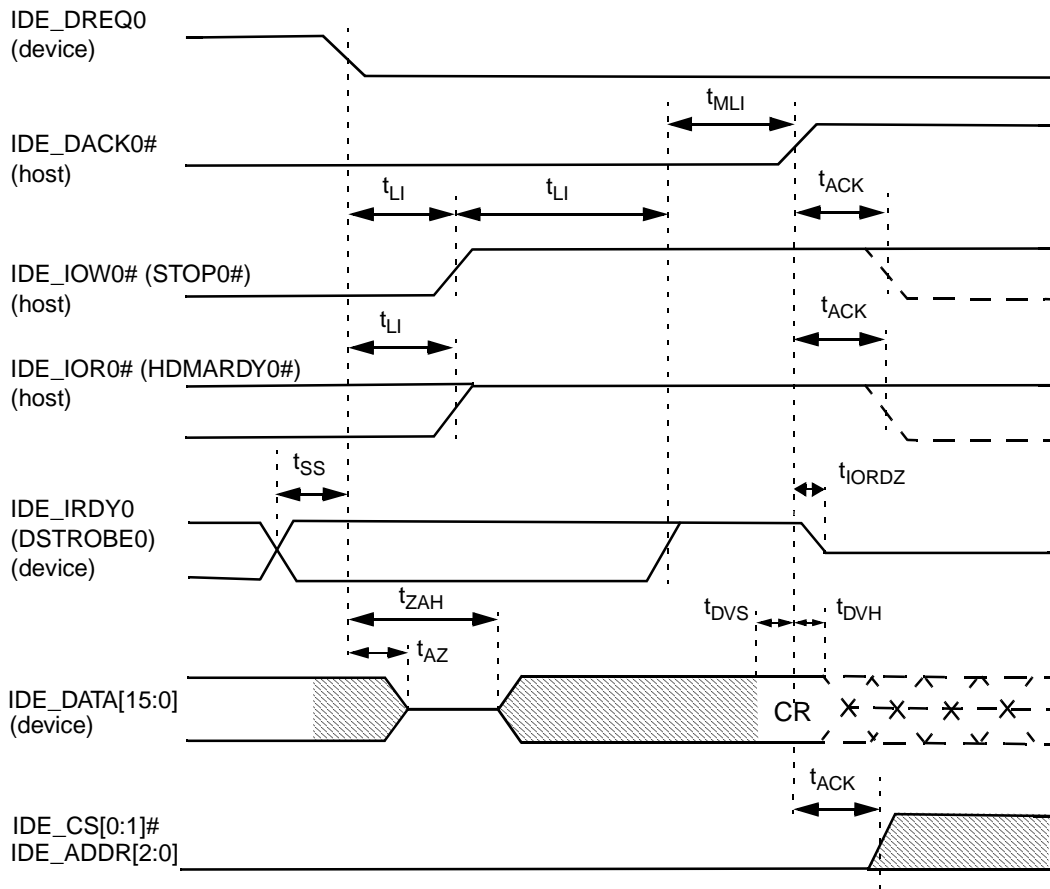 IDE_DREQ0
(device)
tMLI
IDE_DACK0#
(host)
tLI
tLI
tACK
IDE_IOW0# (STOP0#)
(host)
tLI
tACK
IDE_IOR0# (HDMARDY0#)
(host)
tSS
tIORDZ
IDE_IRDY0
(DSTROBE0)
(device)
tZAH
tDVS
tDVH
tAZ
IDE_DATA[15:0]
(device)
CR
tACK
IDE_CS[0:1]#
IDE_ADDR[2:0]